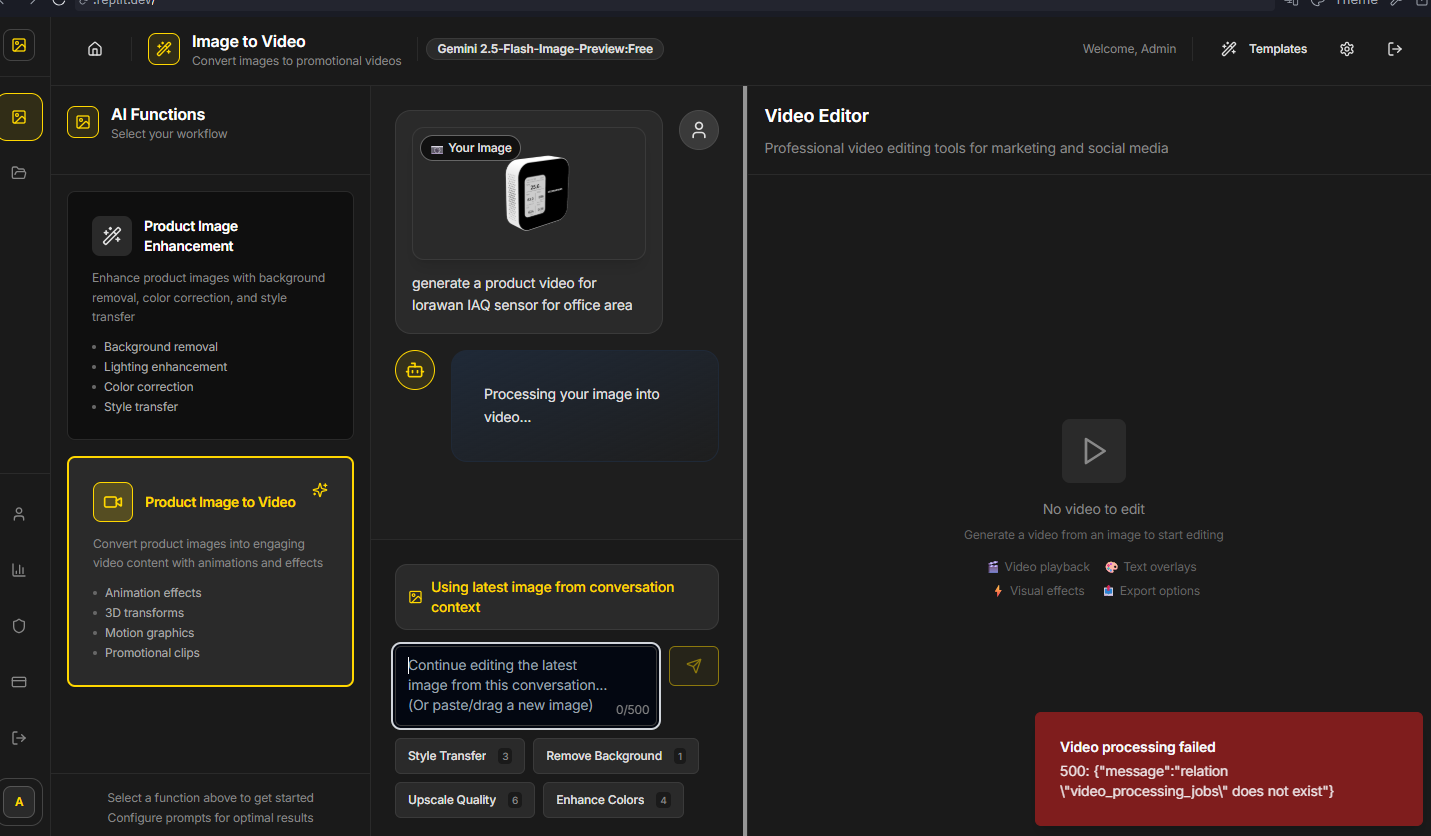 .replit.dev/
Theme
Image to Video
Convert images to promotional videos
Gemini 2.5-Flash-Image-Preview:Free
Welcome, Admin
Templates
AI Functions
Select your workflow
Product Image
Enhancement
Enhance product images with background
removal, color correction, and style
transfer
Background removal
Lighting enhancement
Color correction
Style transfer
Product Image to Video
Convert product images into engaging
video content with animations and effects
Animation effects
3D transforms
Motion graphics
Promotional clips
Select a function above to get started
Configure prompts for optimal results
A
Your Image
generate a product video for
lorawan IAQ sensor for office area
Processing your image into
video...
Using latest image from conversation
context
Continue editing the latest
image from this conversation...
(Or paste/drag a new image)
0/500
Style Transfer 3
Remove Background 1
Upscale Quality 6
Enhance Colors 4
Video Editor
Professional video editing tools for marketing and social media
No video to edit
Generate a video from an image to start editing
Video playback
Text overlays
Visual effects
Export options
Video processing failed
500: {"message":"relation
\"video_processing_jobs\" does not exist"}